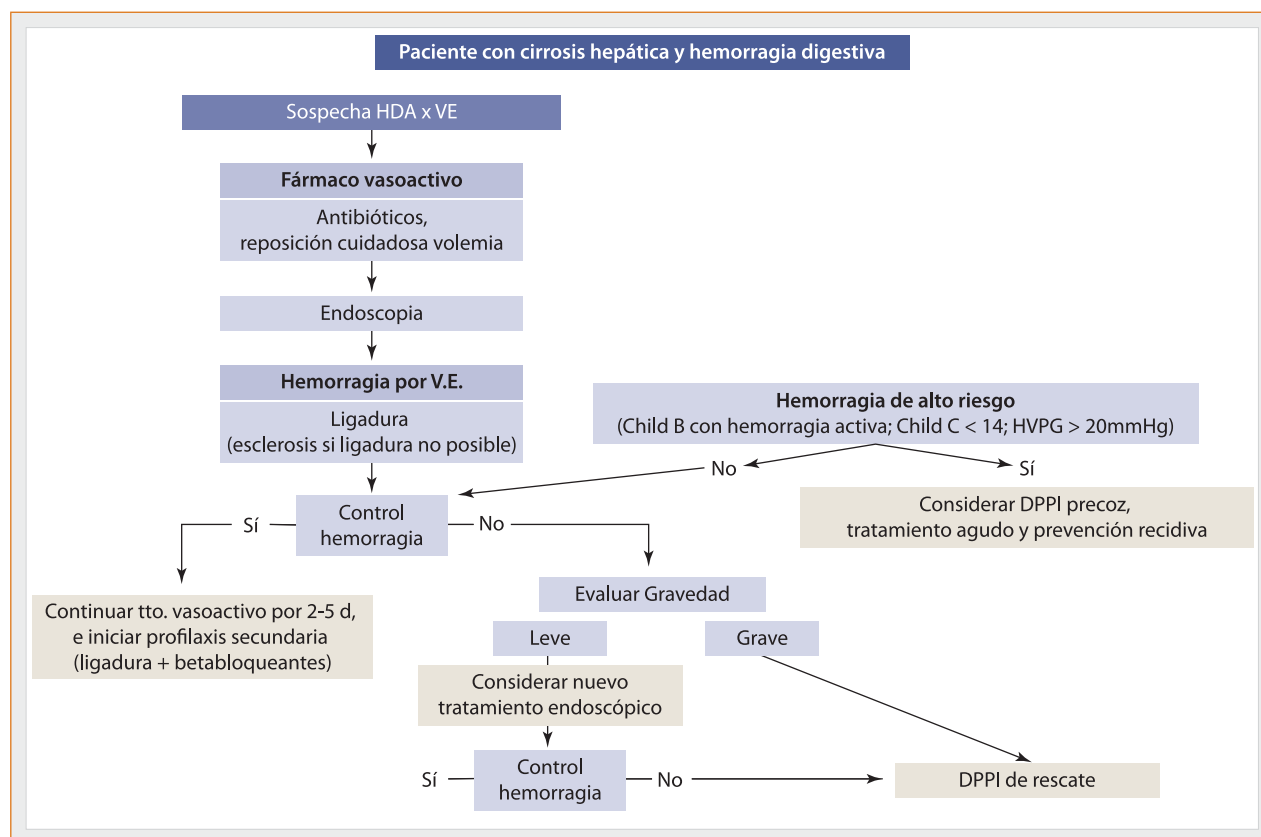 Paciente con cirrosis hepática y hemorragia digestiva
Sospecha HDA x VE
Fármaco vasoactivo
Antibióticos,
reposición cuidadosa volemia
Endoscopia
Hemorragia por V.E.
Ligadura
(esclerosis si ligadura no posible)
Hemorragia de alto riesgo
(Child B con hemorragia activa; Child C < 14; HVPG > 20mmHg)
No
Sí
Considerar DPPI precoz,
tratamiento agudo y prevención recidiva
Sí
Control
hemorragia
No
Continuar tto. vasoactivo por 2-5 d,
e iniciar profilaxis secundaria
(ligadura + betabloqueantes)
Evaluar Gravedad
Leve
Grave
Considerar nuevo
tratamiento endoscópico
Sí
Control
hemorragia
No
DPPI de rescate